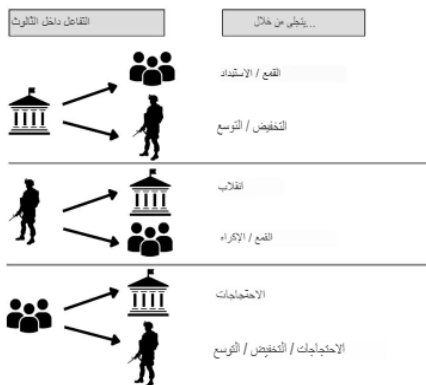 التفاعل داخل الثالوث
يتجلى من خلال...
القمع / الاستبداد
التخفيض / التوسع
انقلاب
القمع / الإكراه
الاحتجاجات
الاحتجاجات / التخفيض / التوسع